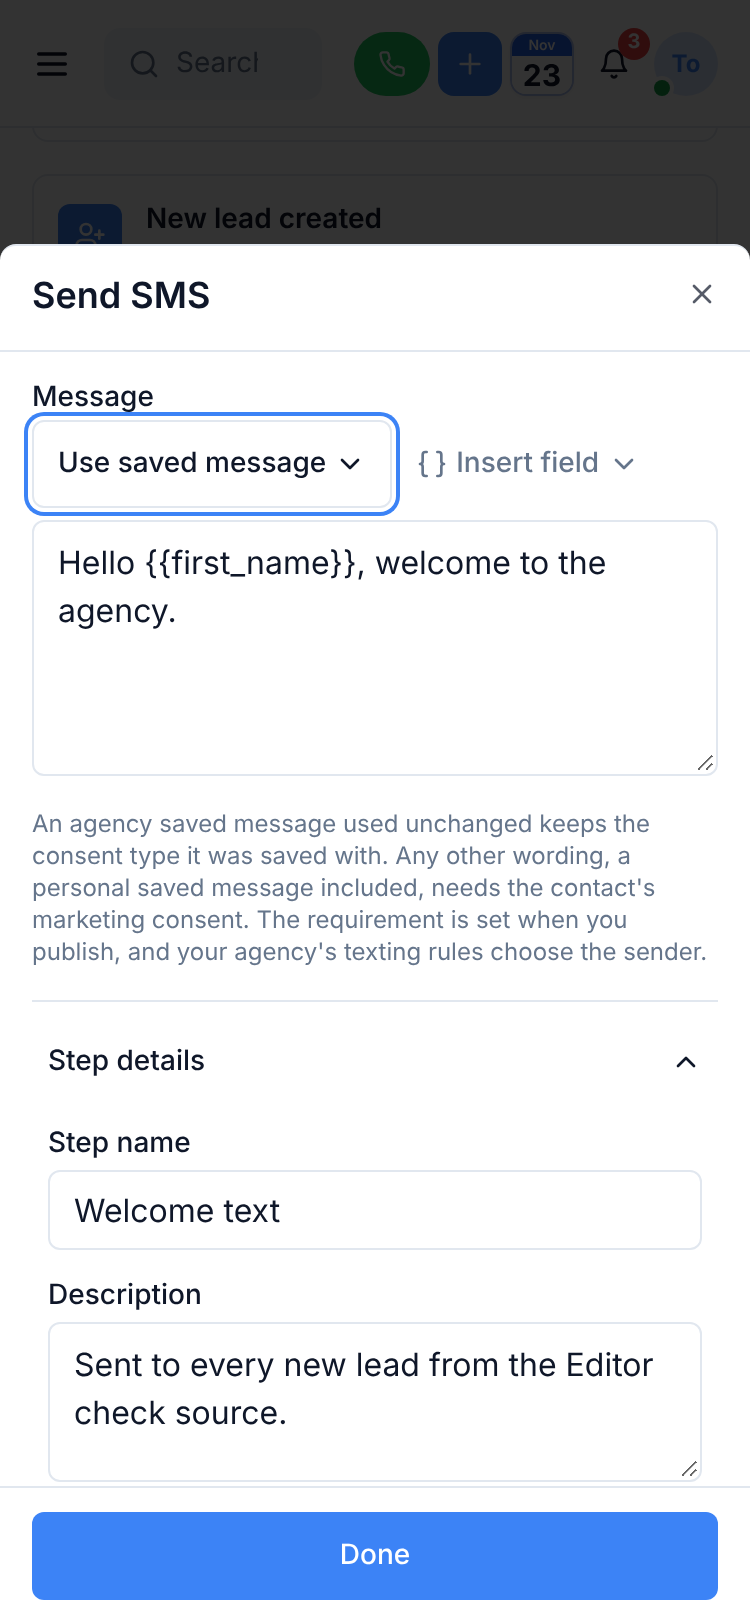 Search
Nov
23
3
To
New lead created
Send SMS
Message
Use saved message
{ } Insert field
Hello {{first_name}}, welcome to the
agency.
An agency saved message used unchanged keeps the
consent type it was saved with. Any other wording, a
personal saved message included, needs the contact's
marketing consent. The requirement is set when you
publish, and your agency's texting rules choose the sender.
Step details
Step name
Welcome text
Description
Sent to every new lead from the Editor
check source.
Done